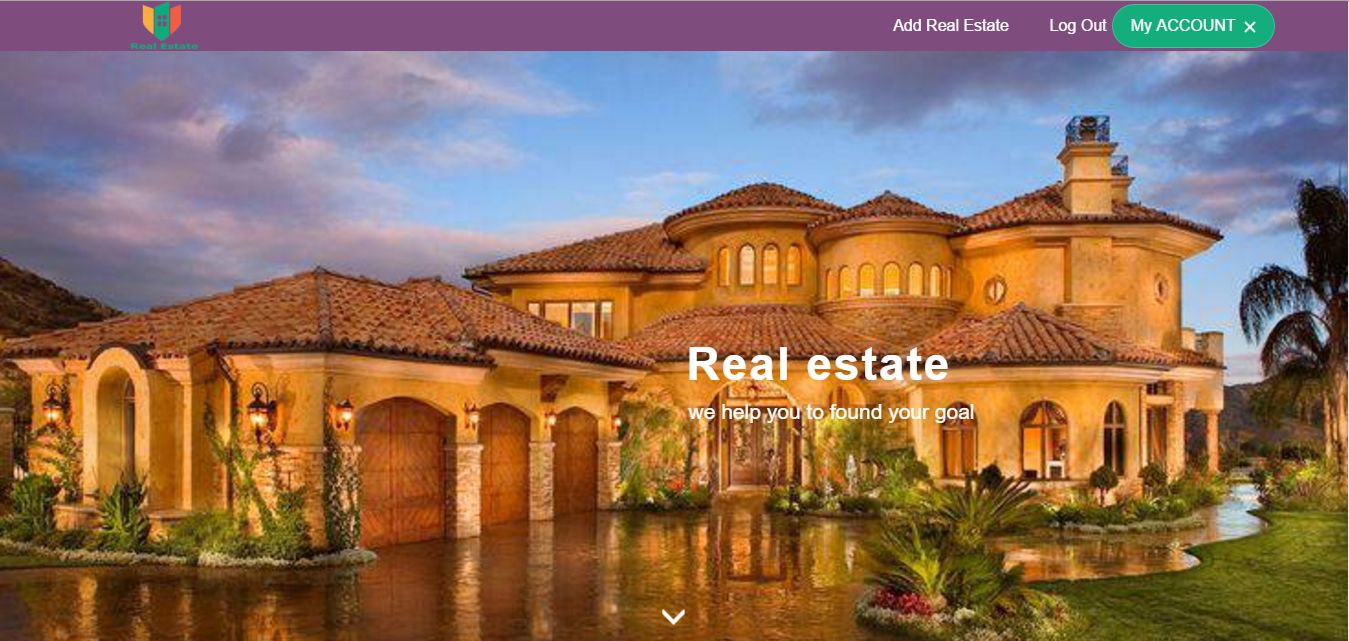 Real Estate
Add Real Estate Log Out My ACCOUNT
Real estate
we help you to found your goal